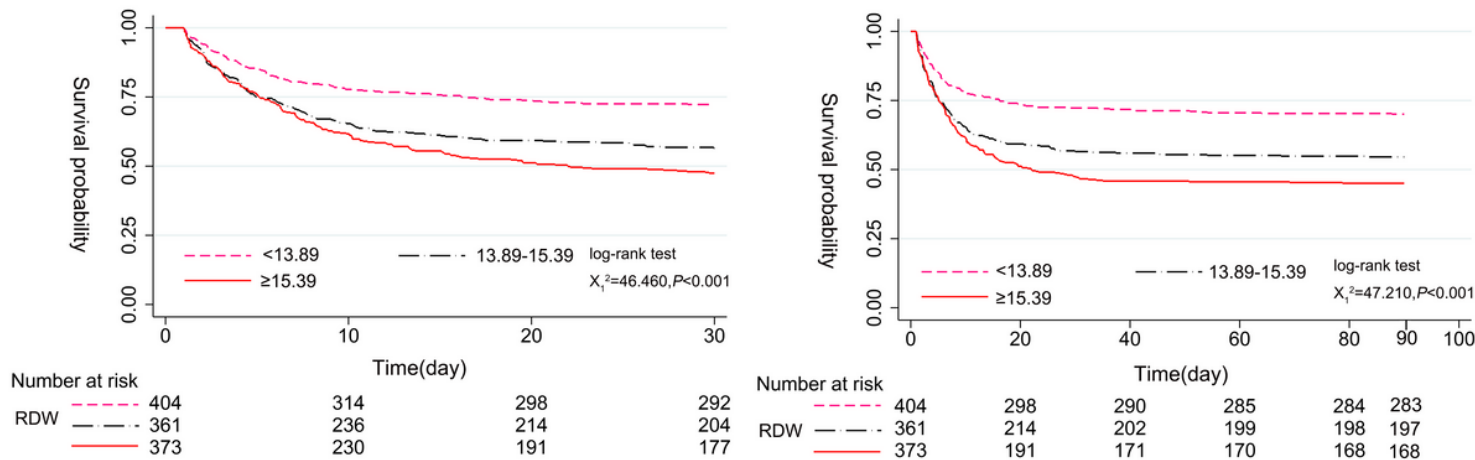 Survival probability
1.00
0.75
0.50
0.25
0.00
<13.89
13.89-15.39
log-rank test
≥15.39
X₁²=46.460,P<0.001
0 10 20 30
Time(day)
Number at risk
404 314 298 292
RDW
361 236 214 204
373 230 191 177
Survival probability
1.00
0.75
0.50
0.25
0.00
<13.89
13.89-15.39
log-rank test
≥15.39
X₁²=47.210,P<0.001
0 20 40 60 80 90 100
Time(day)
Number at risk
404 298 290 285 284 283
RDW
361 214 202 199 198 197
373 191 171 170 168 168